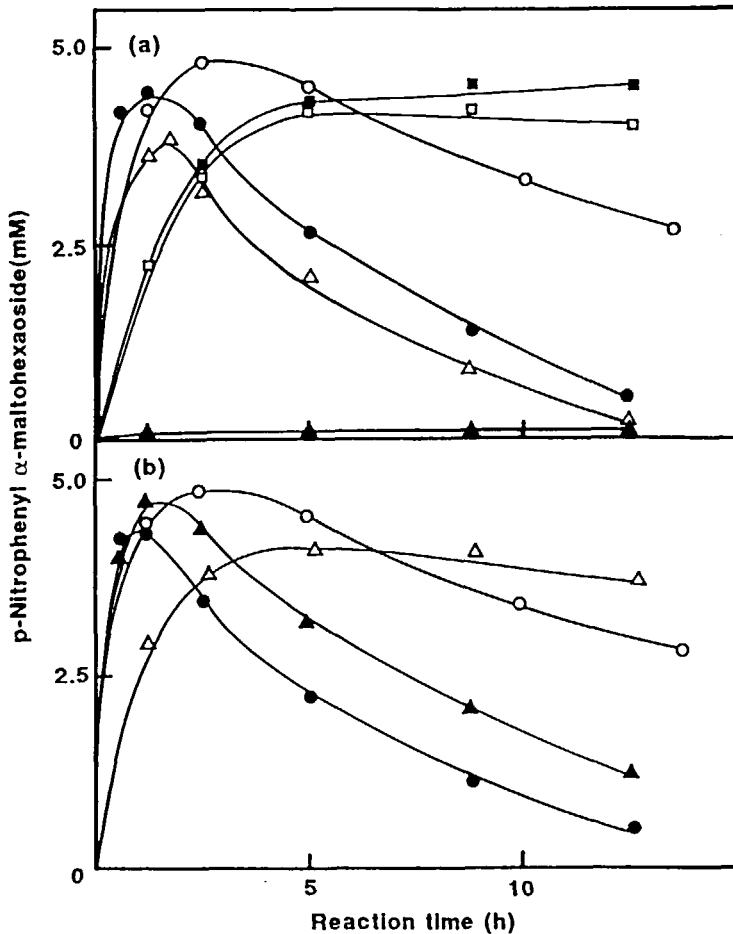 (a)
5.0
2.5
0
(b)
5.0
2.5
0
5
10
Reaction time (h)
p-Nitrophenyl α-maltohexaoside(mM)